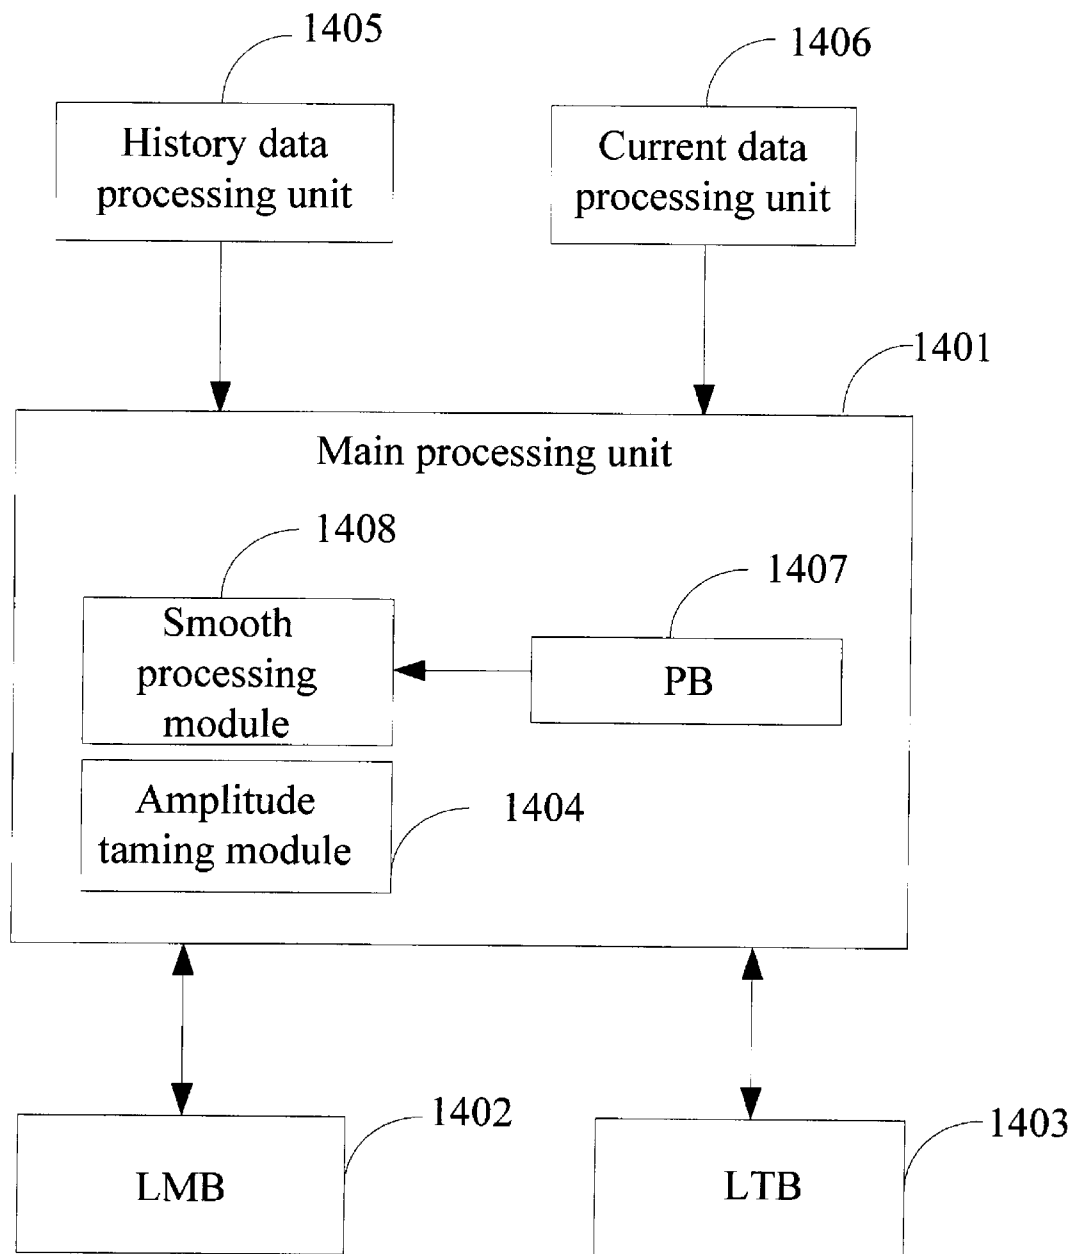 1405
1406
History data
processing unit
Current data
processing unit
1401
Main processing unit
1408
1407
Smooth
processing
module
PB
Amplitude
taming module
1404
1402
1403
LMB
LTB